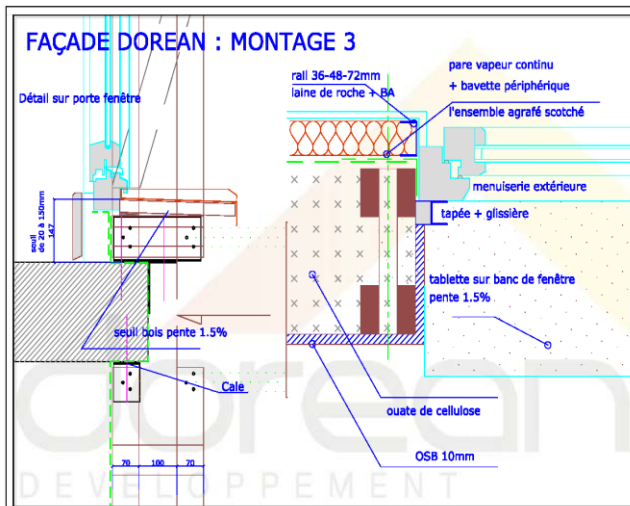 FAÇADE DOREAN : MONTAGE 3
Détail sur porte fenêtre
rail 36-48-72mm
laine de roche + BA
pare vapeur continu
+ bavette périphérique
l'ensemble agrafé scotché
menuiserie extérieure
tapée + glissière
seuil
de 20 à 150mm
147
tablette sur banc de fenêtre
pente 1.5%
seuil bois pente 1.5%
Cale
ouate de cellulose
OSB 10mm
70
100
70
dorean
DEVELOPPEMENT